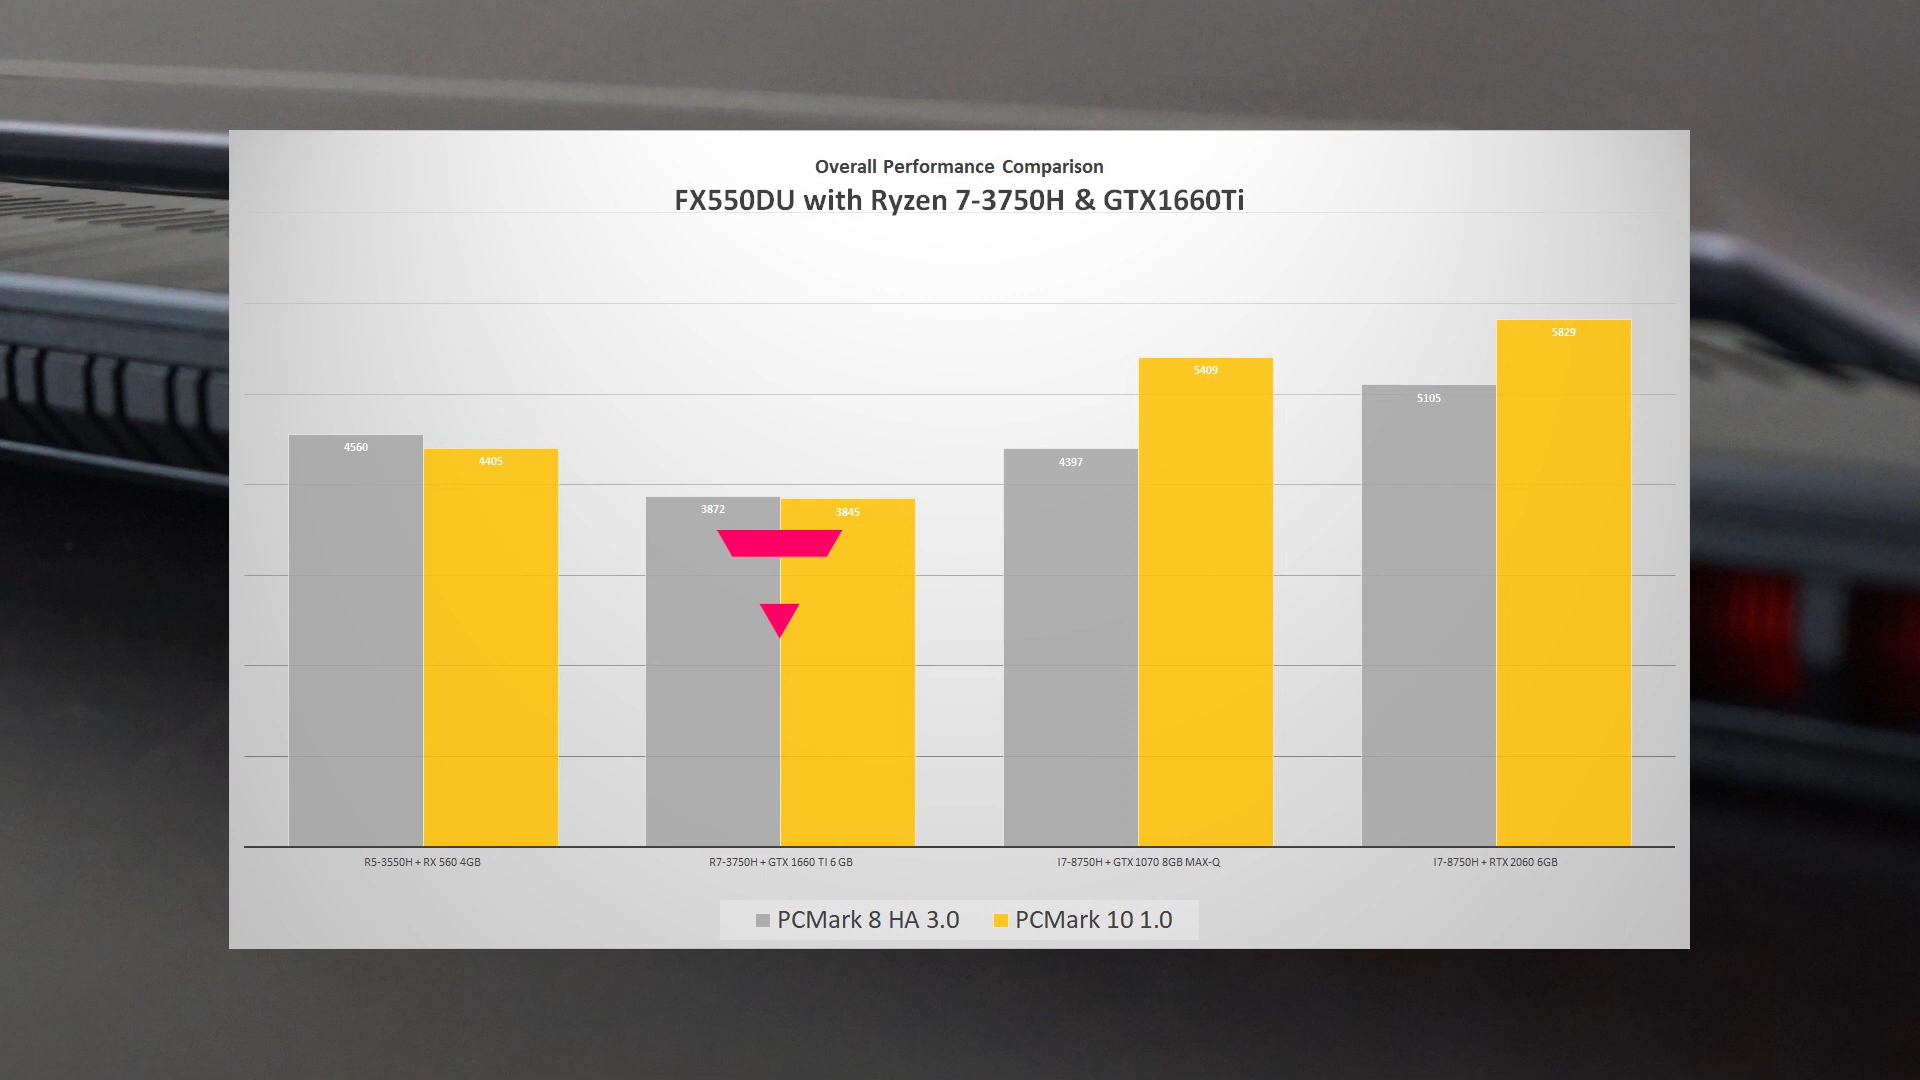 Overall Performance Comparison
FX550DU with Ryzen 7-3750H & GTX1660Ti
4560
4405
3872
3845
4397
5409
5105
5829
R5-3550H + RX 560 4GB
R7-3750H + GTX 1660 TI 6 GB
I7-8750H + GTX 1070 8GB MAX-Q
I7-8750H + RTX 2060 6GB
PCMark 8 HA 3.0
PCMark 10 1.0